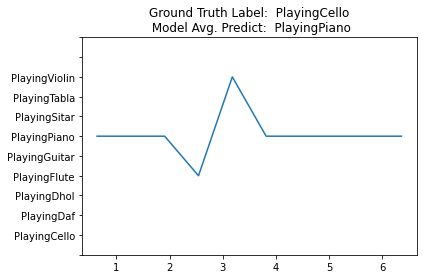 Ground Truth Label:  PlayingCello
Model Avg. Predict:  PlayingPiano
PlayingViolin
PlayingTabla
PlayingSitar
PlayingPiano
PlayingGuitar
PlayingFlute
PlayingDhol
PlayingDaf
PlayingCello
1 2 3 4 5 6